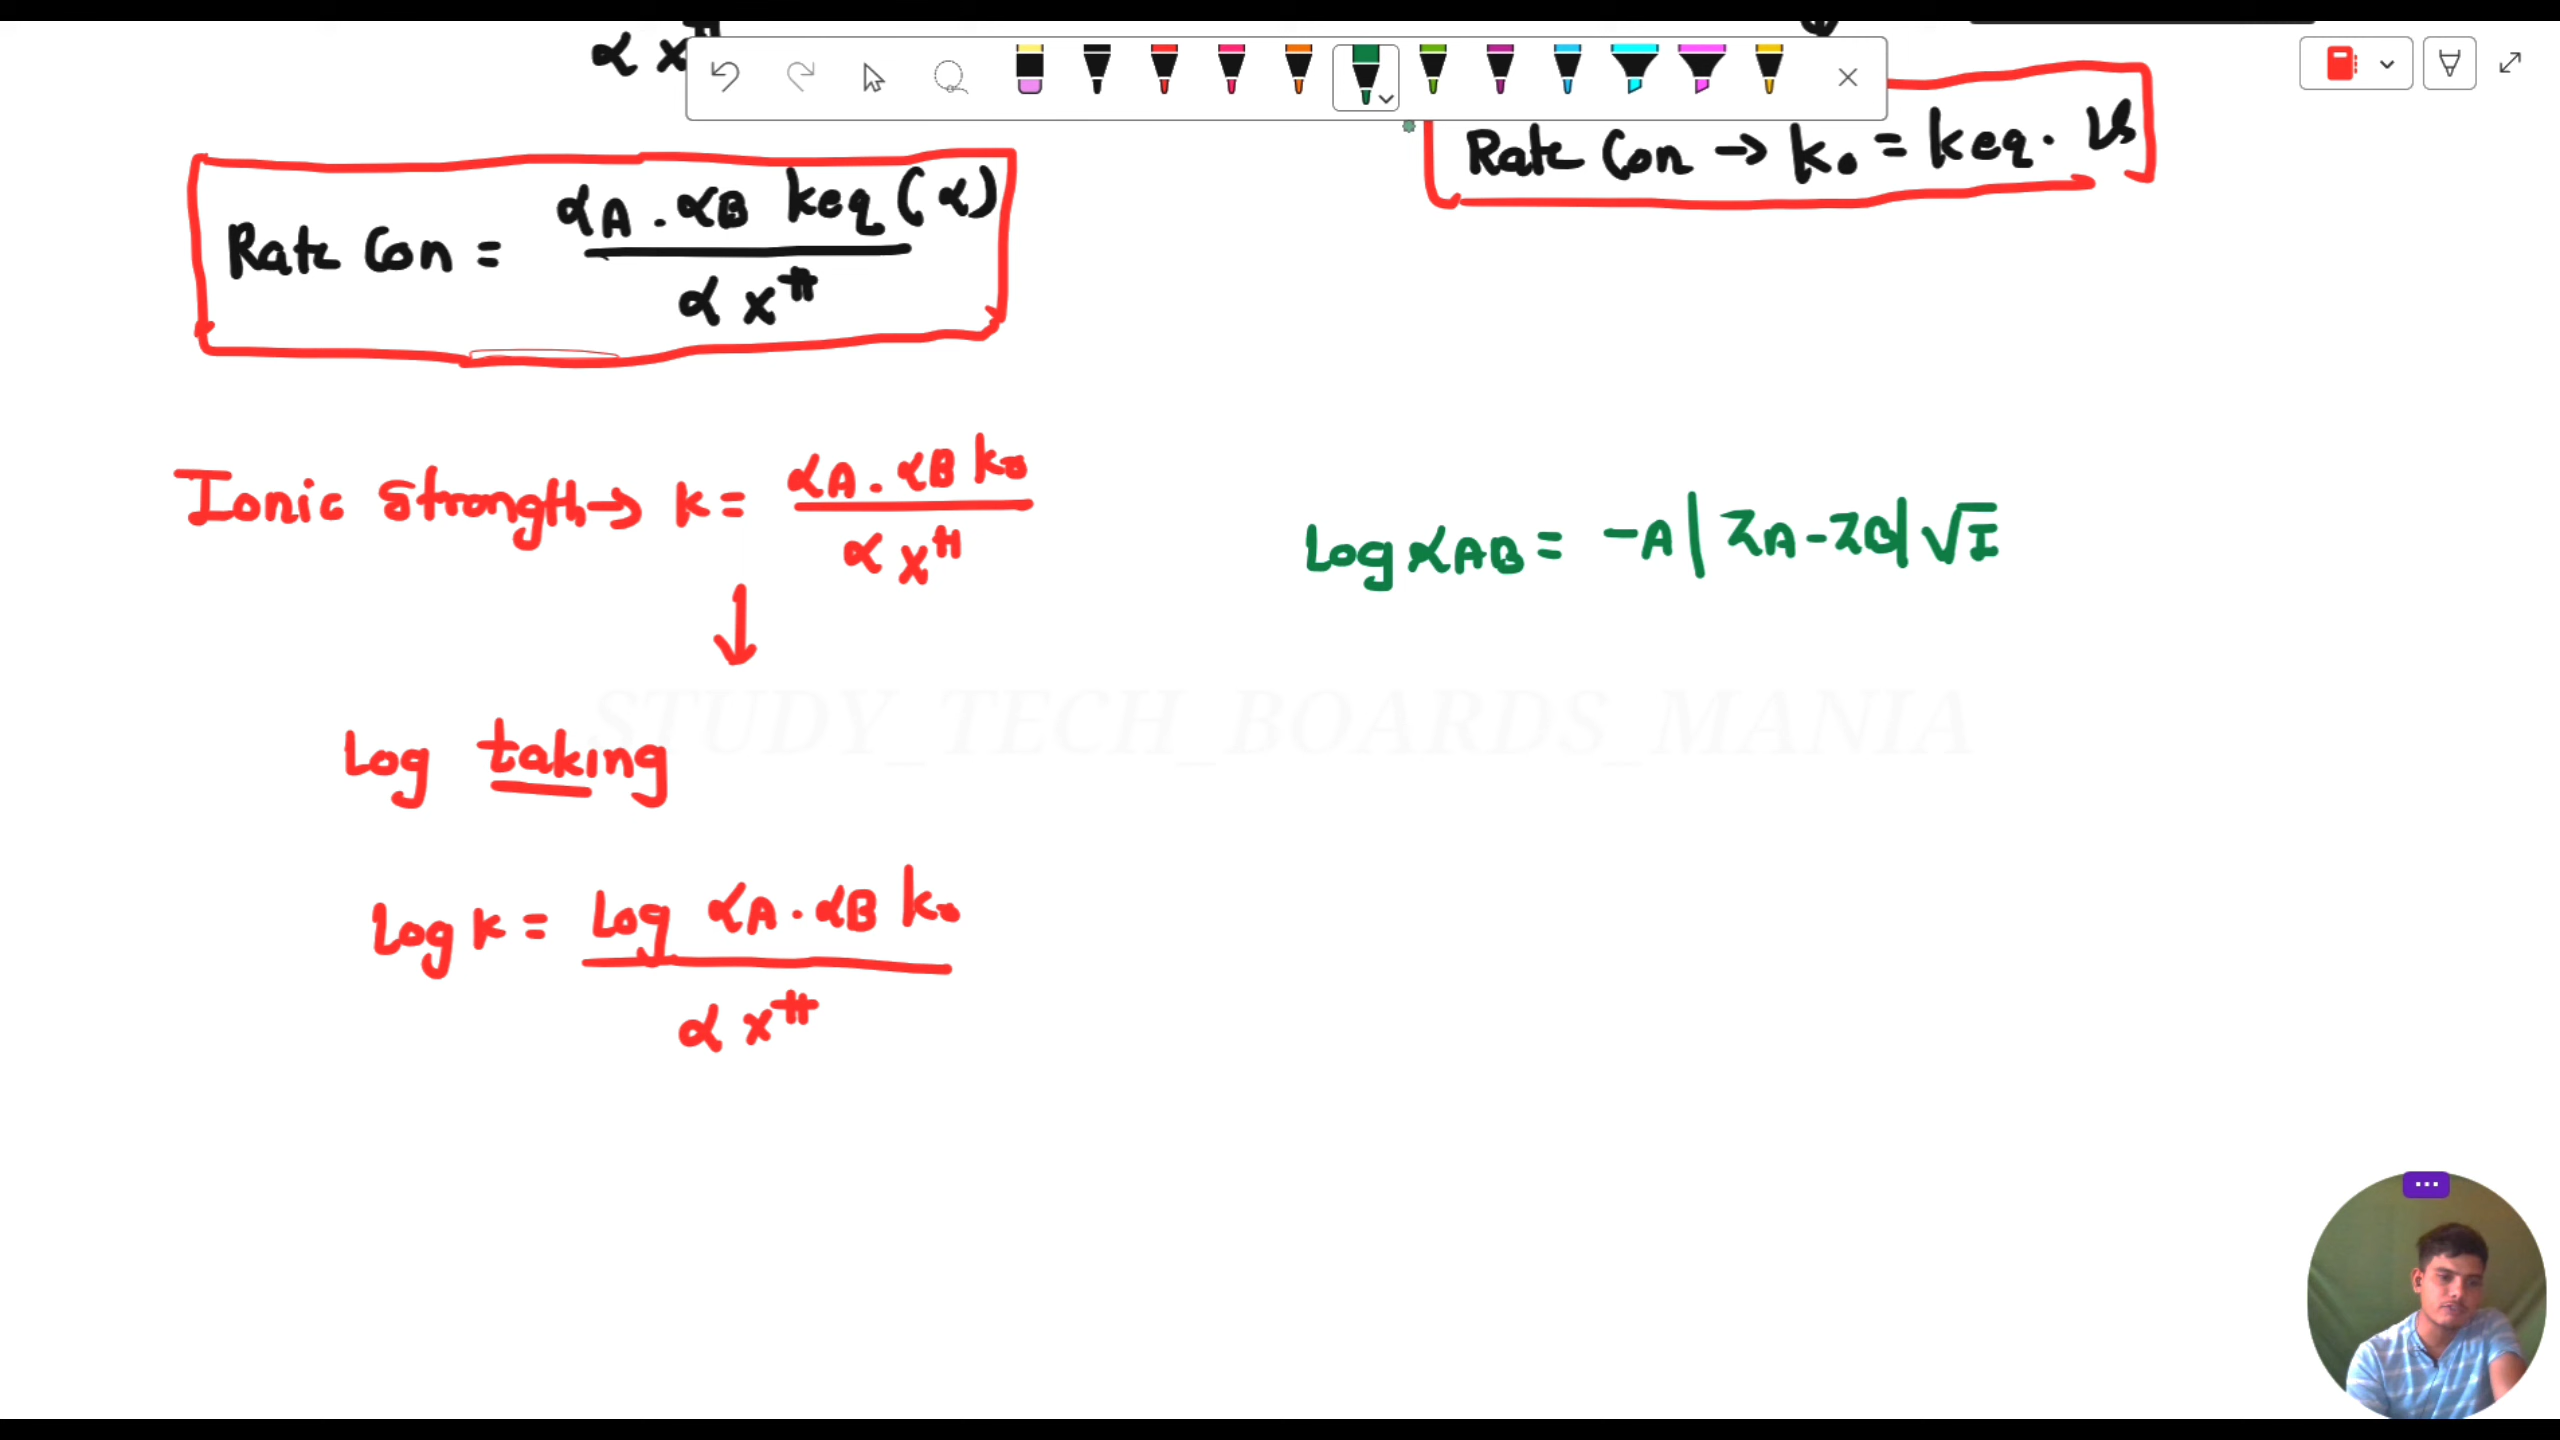 α x^#
Rate Con → k₀ = keq. ν
Rate Con = αA . αB keq (α) / α x^#
Ionic strength → k = αA . αB k₀ / α x^#
Log αAB = -A | ZA - ZB | √I
↓
STUDY_TECH_BOARDS_MANIA
Log taking
Log k = Log αA . αB k₀ / α x^#